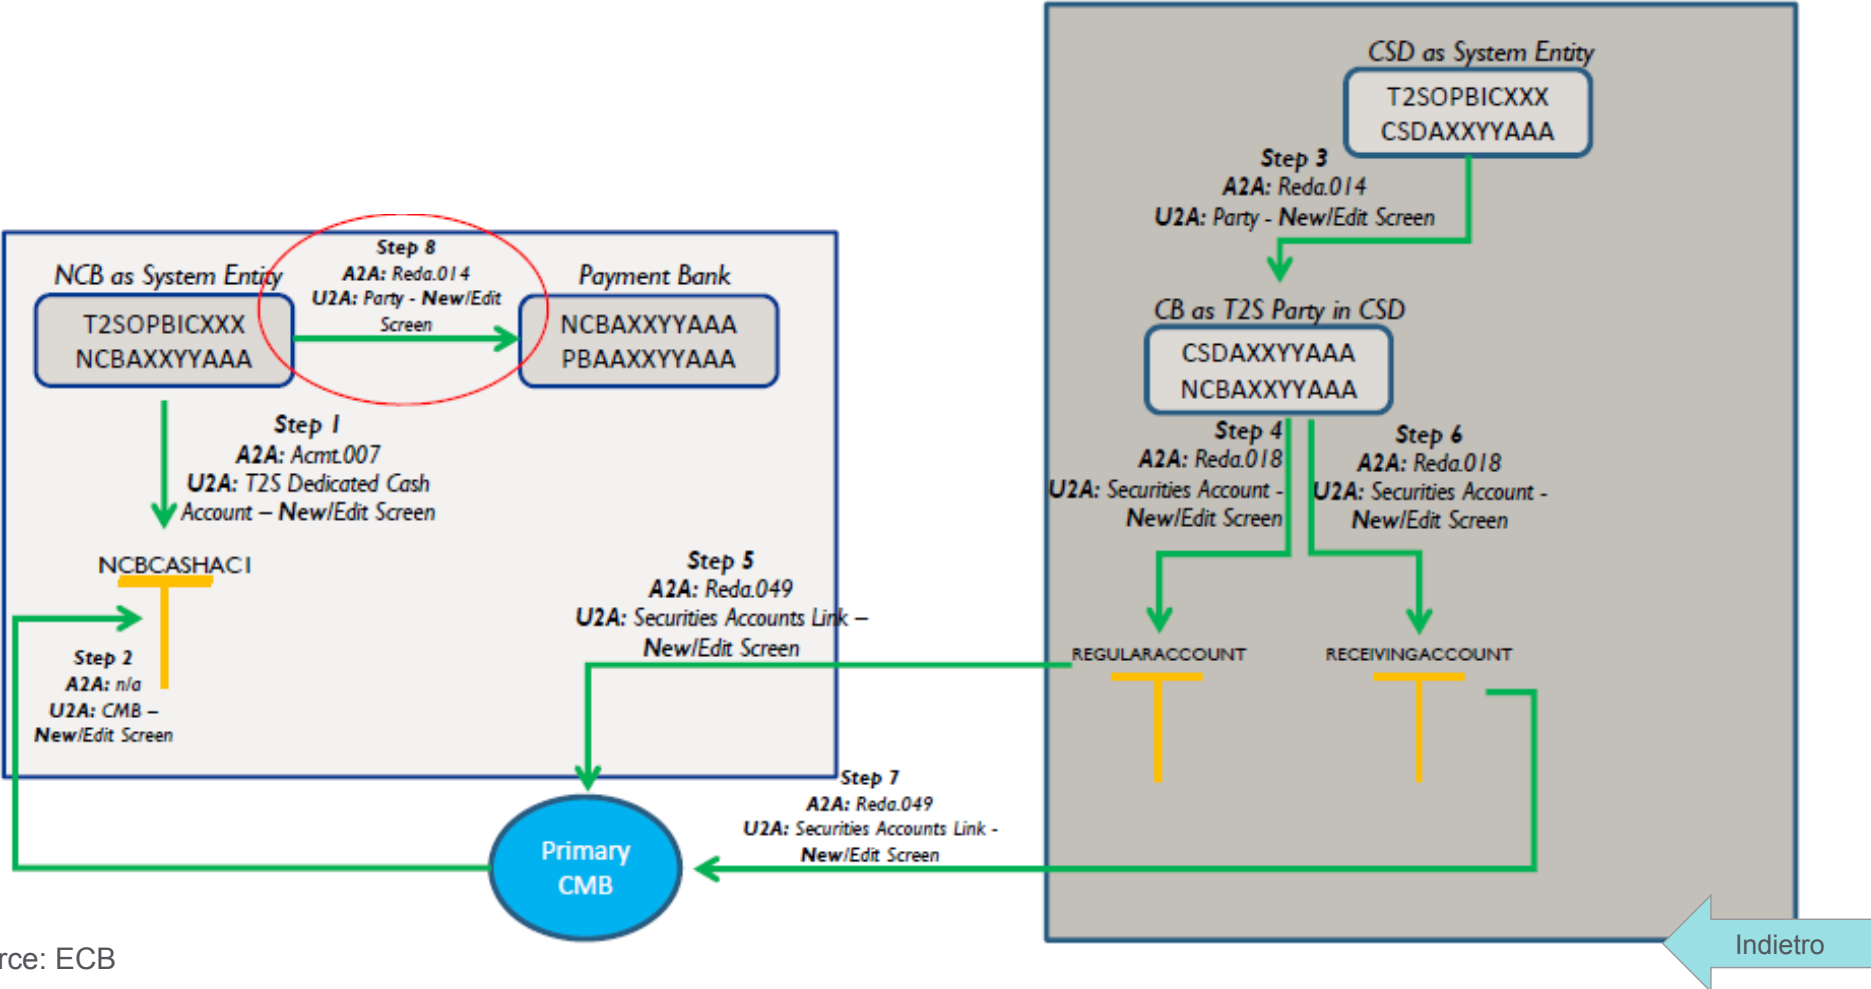 CSD as System Entity
T2SOPBICXXX
CSDAXXYYAAA
Step 3
A2A: Reda.014
U2A: Party - New/Edit Screen
CB as T2S Party in CSD
CSDAXXYYAAA
NCBAXXYYAAA
Step 4
A2A: Reda.018
U2A: Securities Account -
New/Edit Screen
Step 6
A2A: Reda.018
U2A: Securities Account -
New/Edit Screen
REGULARACCOUNT
RECEIVINGACCOUNT
NCB as System Entity
T2SOPBICXXX
NCBAXXYYAAA
Step 8
A2A: Reda.014
U2A: Party - New/Edit
Screen
Payment Bank
NCBAXXYYAAA
PBAAXXYYAAA
Step 1
A2A: Acmt.007
U2A: T2S Dedicated Cash
Account – New/Edit Screen
NCBCASHAC1
Step 2
A2A: n/a
U2A: CMB –
New/Edit Screen
Step 5
A2A: Reda.049
U2A: Securities Accounts Link –
New/Edit Screen
Step 7
A2A: Reda.049
U2A: Securities Accounts Link -
New/Edit Screen
Primary
CMB
rce: ECB
Indietro